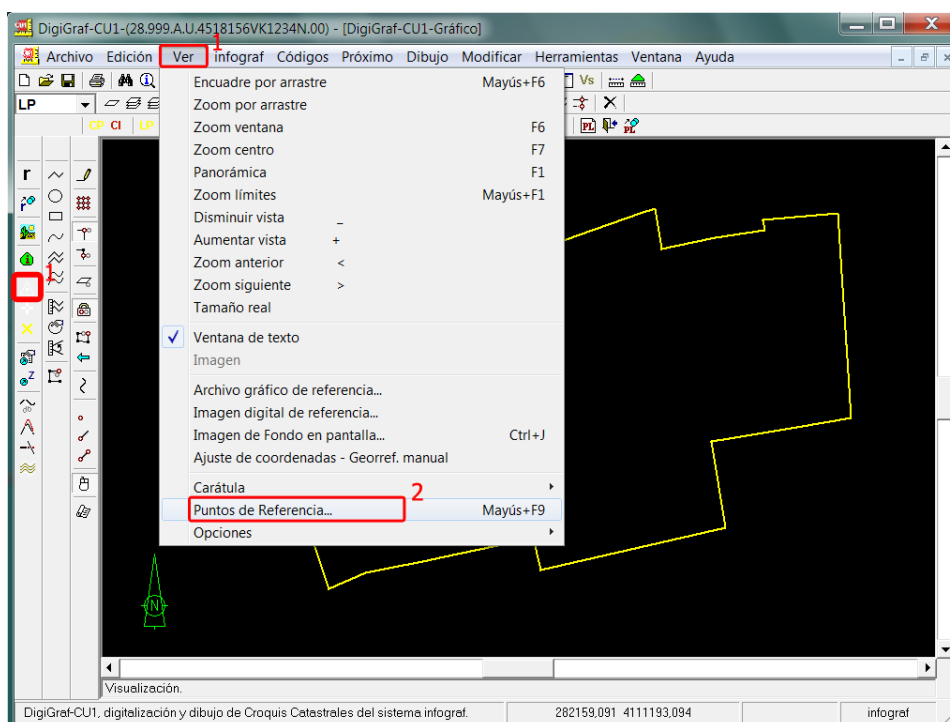 DigiGraf-CU1-(28.999.A.U.4518156VK1234N.00) - [DigiGraf-CU1-Gráfico]
1
Archivo Edición Ver infograf Códigos Próximo Dibujo Modificar Herramientas Ventana Ayuda
Vs
LP
CP CI LP
PL PL
r
1
Encuadre por arrastre Mayús+F6
Zoom por arrastre
Zoom ventana F6
Zoom centro F7
Panorámica F1
Zoom límites Mayús+F1
Disminuir vista _
Aumentar vista +
Zoom anterior <
Zoom siguiente >
Tamaño real
Ventana de texto
Imagen
Archivo gráfico de referencia...
Imagen digital de referencia...
Imagen de Fondo en pantalla... Ctrl+J
Ajuste de coordenadas - Georref. manual
Carátula
2
Puntos de Referencia... Mayús+F9
Opciones
N
Visualización.
DigiGraf-CU1, digitalización y dibujo de Croquis Catastrales del sistema infograf. 282159,091 4111193,094 infograf